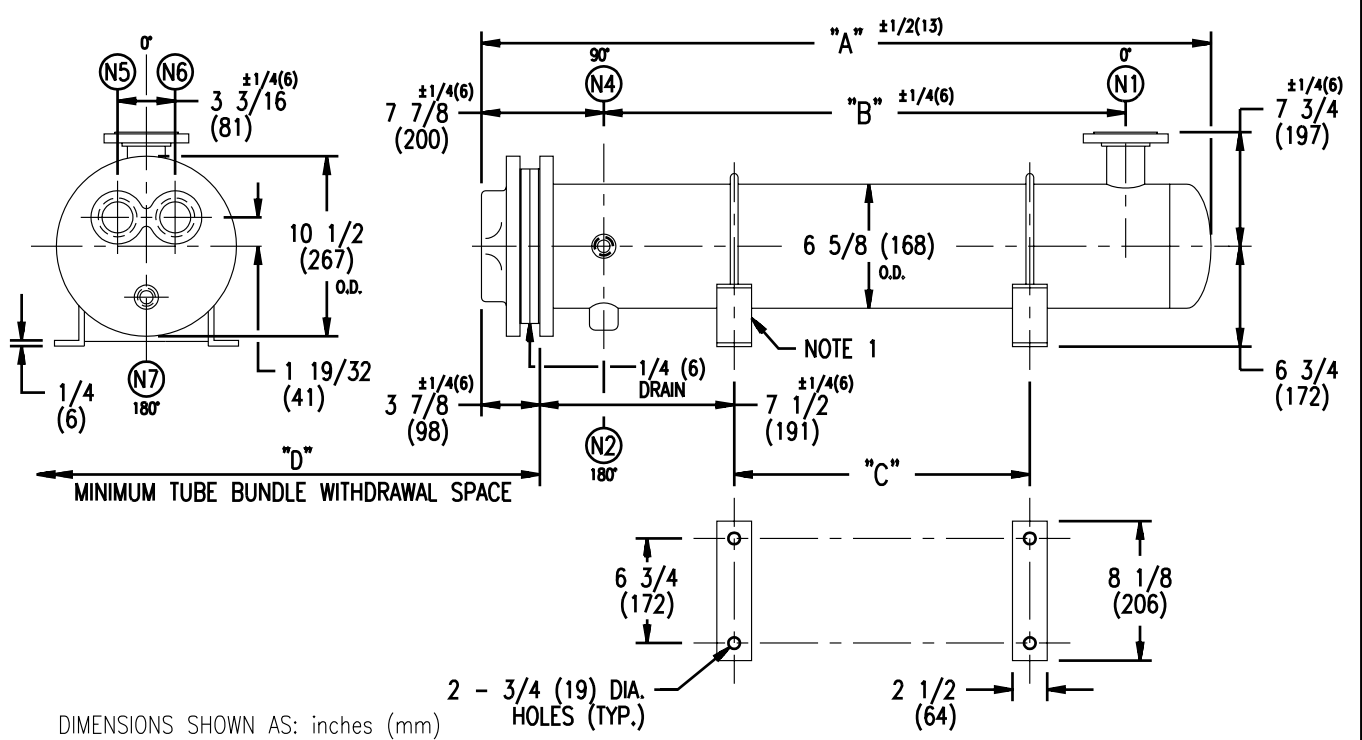 0°
N5 N6
±1/4(6)
3 3/16
(81)
10 1/2
(267)
O.D.
1 19/32
(41)
1/4
(6)
N7
180°
"A" ±1/2(13)
90°
N4
0°
N1
±1/4(6)
7 7/8
(200)
"B" ±1/4(6)
±1/4(6)
7 3/4
(197)
6 5/8 (168)
O.D.
NOTE 1
6 3/4
(172)
1/4 (6)
DRAIN
±1/4(6)
3 7/8
(98)
±1/4(6)
7 1/2
(191)
N2
180°
"D"
MINIMUM TUBE BUNDLE WITHDRAWAL SPACE
"C"
6 3/4
(172)
8 1/8
(206)
2 - 3/4 (19) DIA.
HOLES (TYP.)
2 1/2
(64)
DIMENSIONS SHOWN AS: inches (mm)